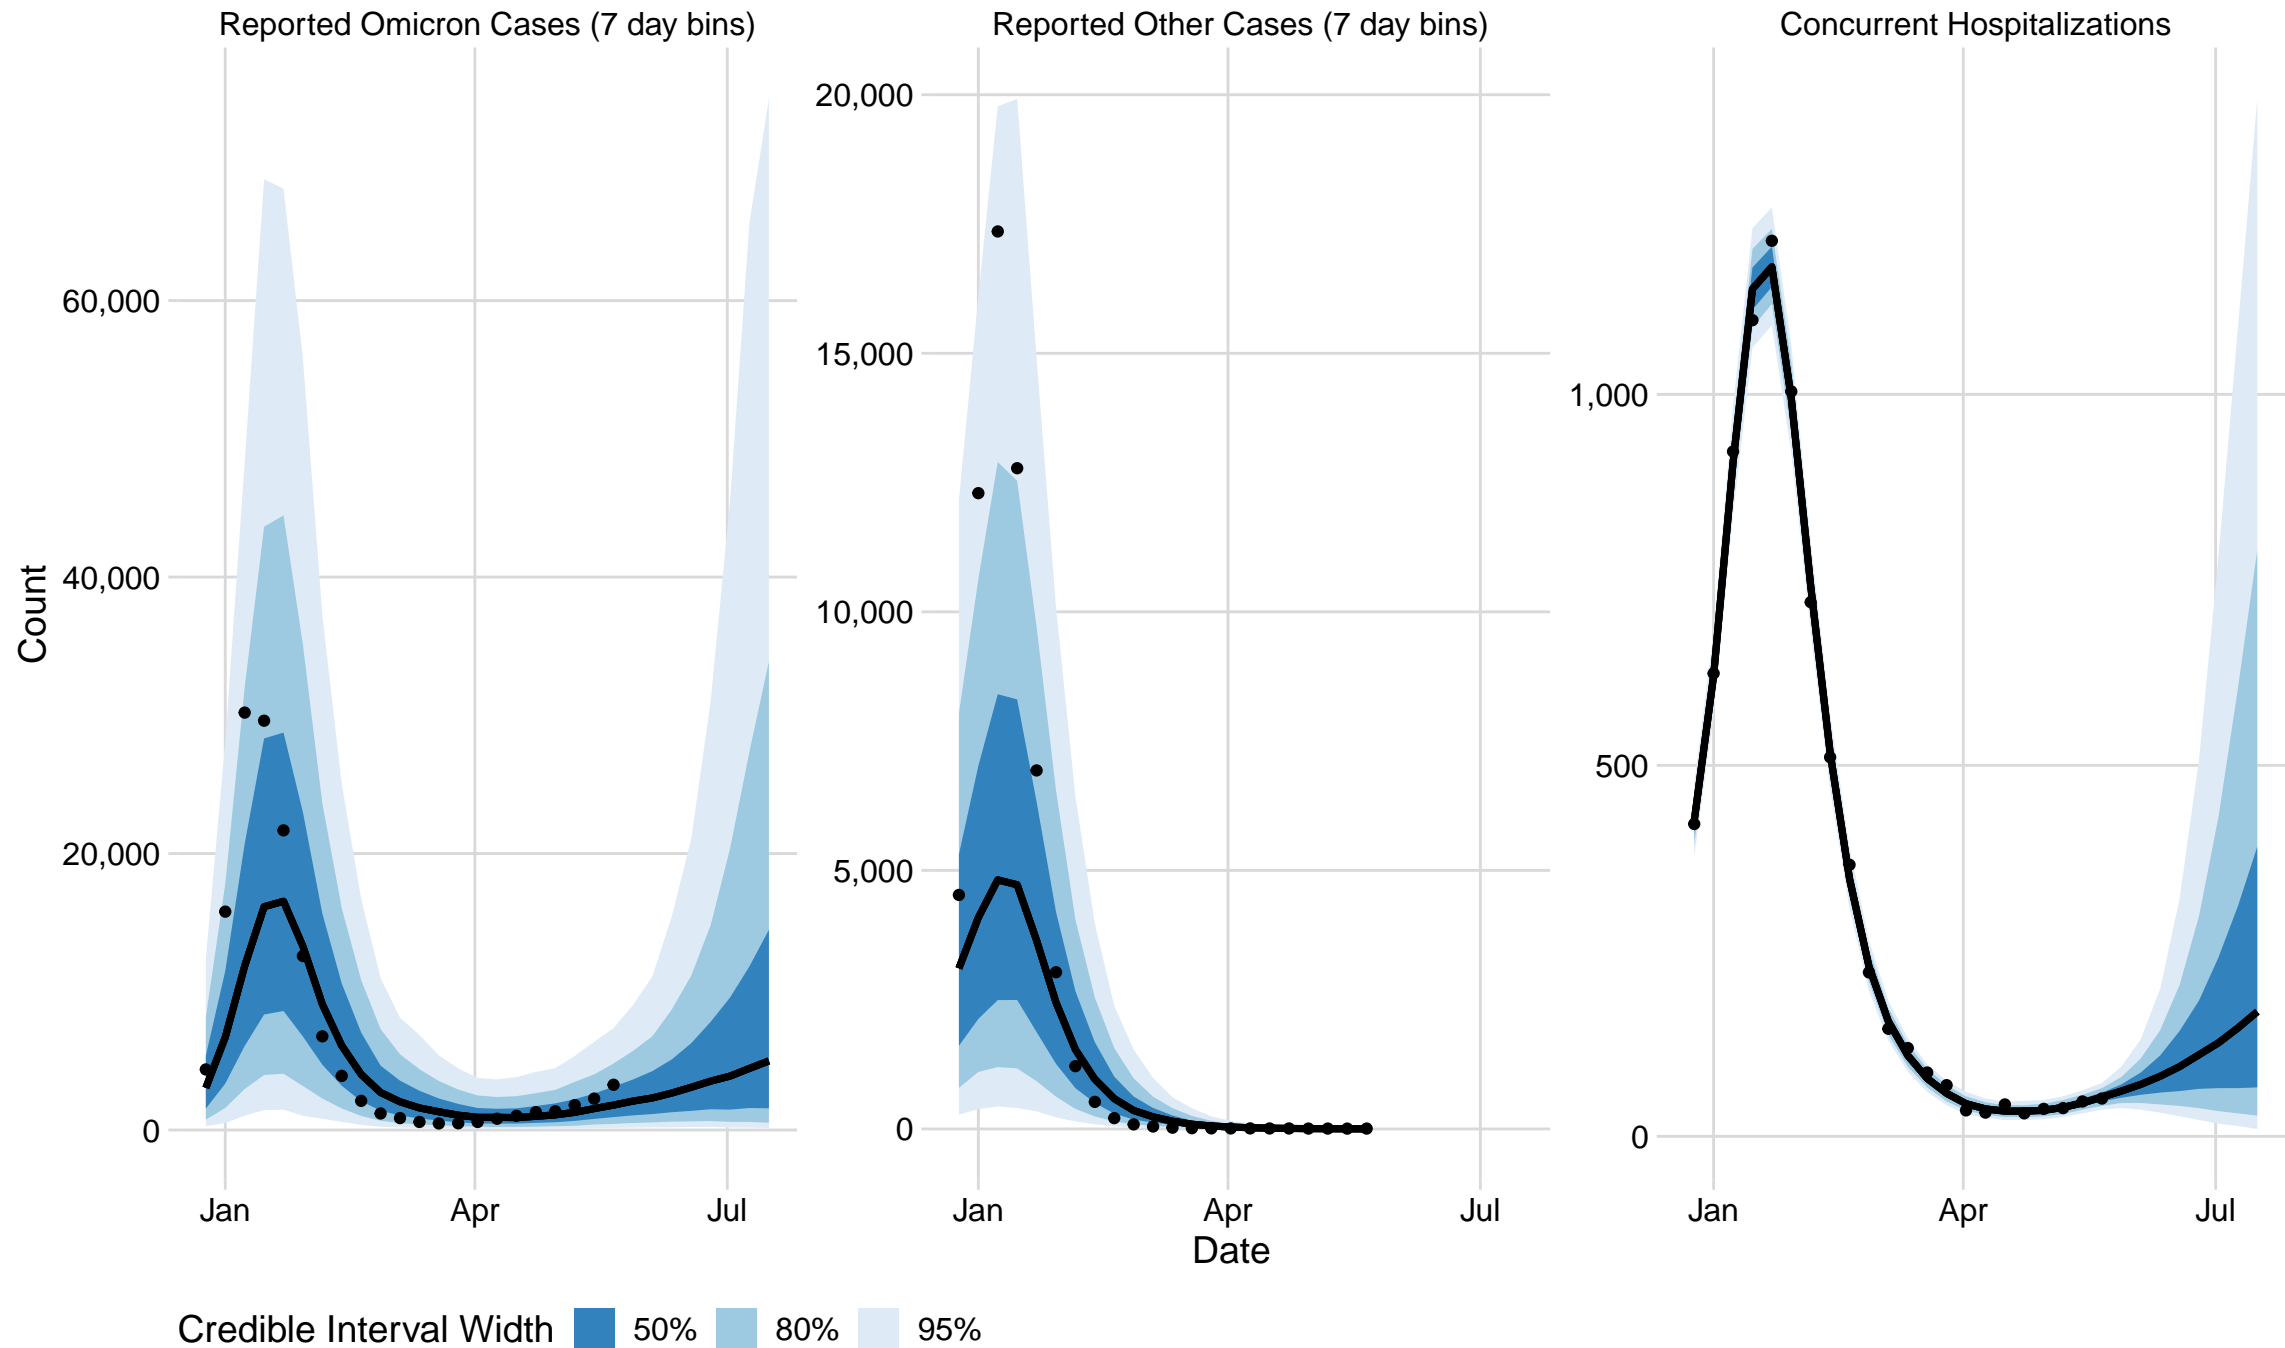 Reported Omicron Cases (7 day bins)
Reported Other Cases (7 day bins)
Concurrent Hospitalizations
Count
60,000
40,000
20,000
0
20,000
15,000
10,000
5,000
0
1,000
500
0
Jan Apr Jul
Jan Apr Jul
Jan Apr Jul
Date
Credible Interval Width 50% 80% 95%